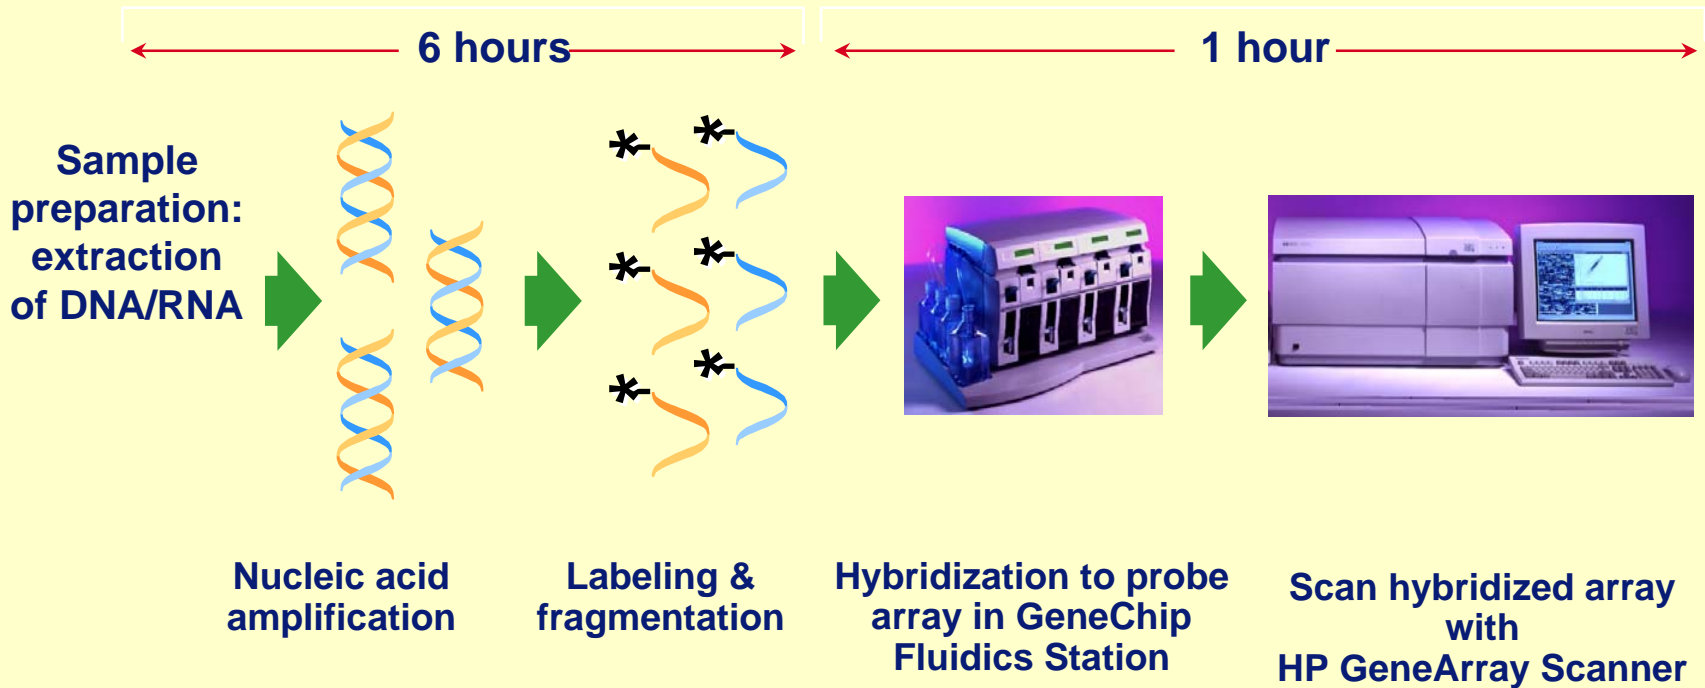 6 hours
1 hour
Sample
preparation:
extraction
of DNA/RNA
Nucleic acid
amplification
Labeling &
fragmentation
Hybridization to probe
array in GeneChip
Fluidics Station
Scan hybridized array
with
HP GeneArray Scanner